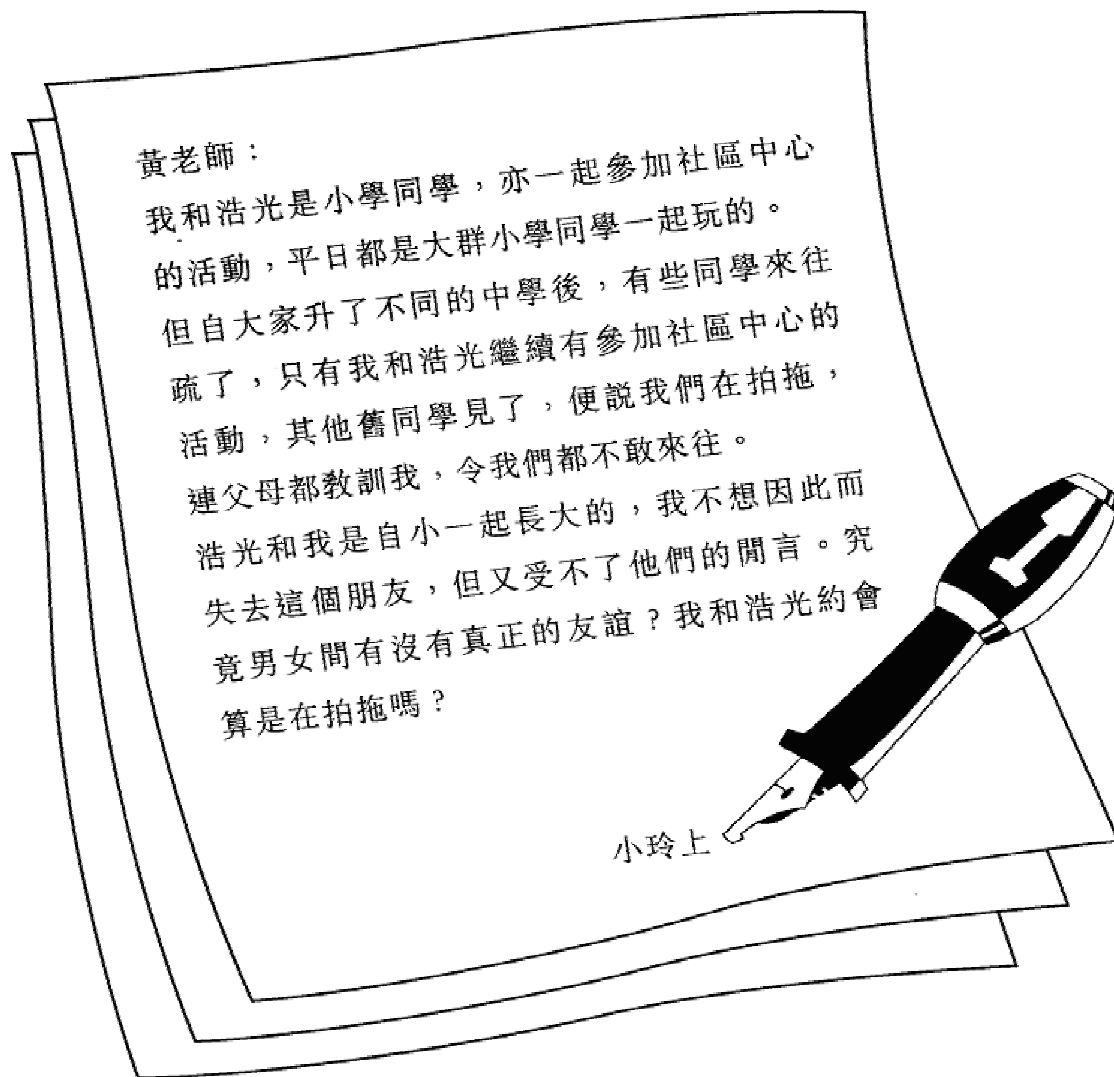 黃老師：
我和浩光是小學同學，亦一起參加社區中心
的活動，平日都是大群小學同學一起玩的。
但自大家升了不同的中學後，有些同學來往
疏了，只有我和浩光繼續有參加社區中心的
活動，其他舊同學見了，便説我們在拍拖，
連父母都教訓我，令我們都不敢來往。
浩光和我是自小一起長大的，我不想因此而
失去這個朋友，但又受不了他們的閒言。究
竟男女間有沒有真正的友誼？我和浩光約會
算是在拍拖嗎？
小玲上